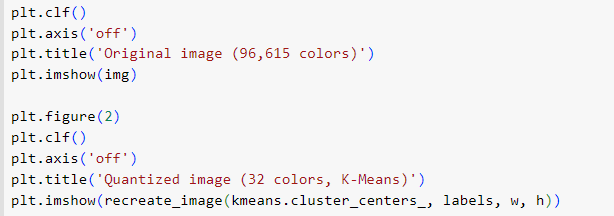 plt.clf()
plt.axis('off')
plt.title('Original image (96,615 colors)')
plt.imshow(img)
plt.figure(2)
plt.clf()
plt.axis('off')
plt.title('Quantized image (32 colors, K-Means)')
plt.imshow(recreate_image(kmeans.cluster_centers_, labels, w, h))